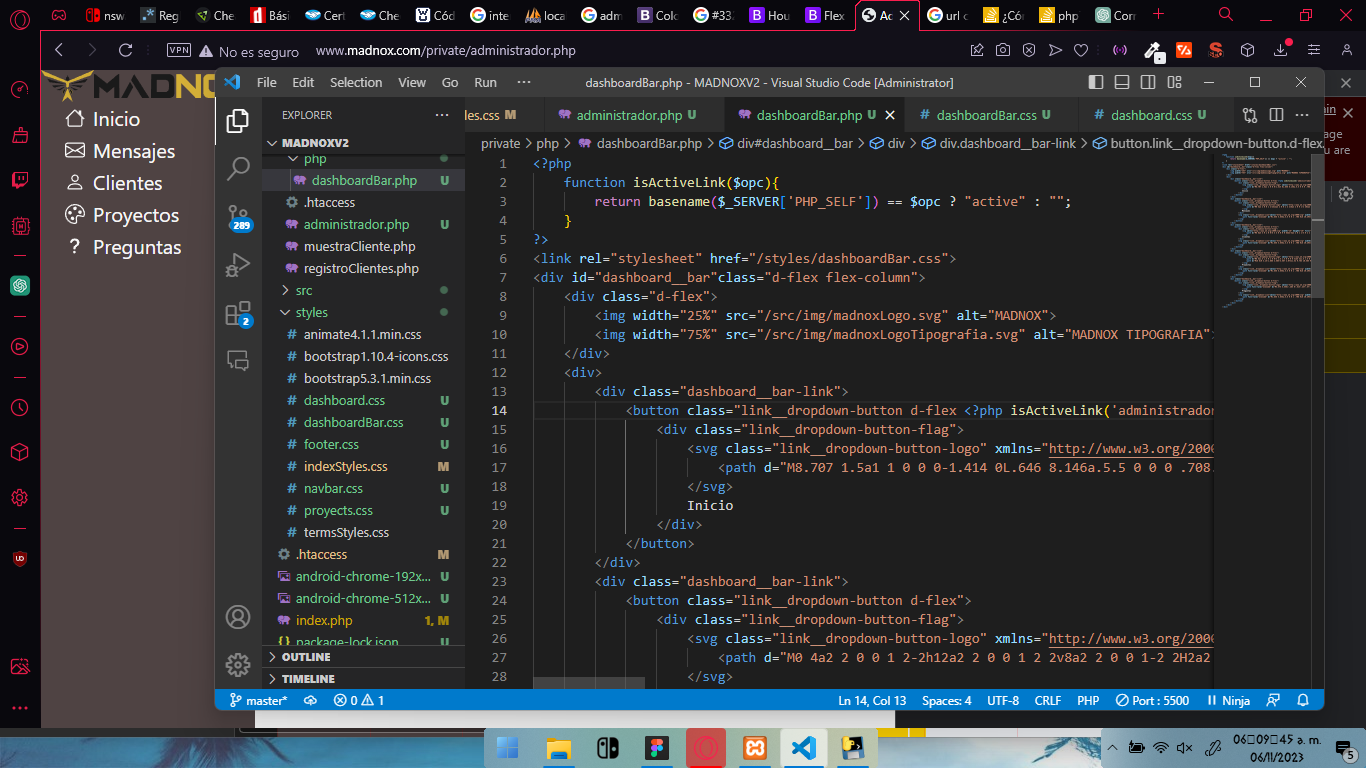 nsw
Reg
Che
Bási
Cert
Che
Cód
inte
loca
adm
Colo
#33
Hou
Flex
Ac
url c
¿Có
php
Con
VPN
No es seguro
www.madnox.com/private/administrador.php
MADNO
Inicio
Mensajes
Clientes
Proyectos
? Preguntas
File Edit Selection View Go Run ···
dashboardBar.php - MADNOXV2 - Visual Studio Code [Administrator]
EXPLORER
les.css M
administrador.php U
dashboardBar.php U
# dashboardBar.css U
# dashboard.css U
MADNOXV2
private > php > dashboardBar.php > div#dashboard__bar > div > div.dashboard__bar-link > button.link__dropdown-button.d-flex.
php
dashboardBar.php U
.htaccess
administrador.php U
muestraCliente.php
registroClientes.php
src
styles
# animate4.1.1.min.css
# bootstrap1.10.4-icons.css
# bootstrap5.3.1.min.css
# dashboard.css U
# dashboardBar.css U
# footer.css U
# indexStyles.css M
# navbar.css U
# proyects.css U
# termsStyles.css
.htaccess M
android-chrome-192x... U
android-chrome-512x... U
index.php 1, M
package-lock.json U
OUTLINE
TIMELINE
289
2
1 <?php
2 function isActiveLink($opc){
3 return basename($_SERVER['PHP_SELF']) == $opc ? "active" : "";
4 }
5 ?>
6 <link rel="stylesheet" href="/styles/dashboardBar.css">
7 <div id="dashboard__bar"class="d-flex flex-column">
8 <div class="d-flex">
9 <img width="25%" src="/src/img/madnoxLogo.svg" alt="MADNOX">
10 <img width="75%" src="/src/img/madnoxLogoTipografia.svg" alt="MADNOX TIPOGRAFIA">
11 </div>
12 <div>
13 <div class="dashboard__bar-link">
14 <button class="link__dropdown-button d-flex <?php isActiveLink('administrador
15 <div class="link__dropdown-button-flag">
16 <svg class="link__dropdown-button-logo" xmlns="http://www.w3.org/2000
17 <path d="M8.707 1.5a1 1 0 0 0-1.414 0L.646 8.146a.5.5 0 0 0 .708.
18 </svg>
19 Inicio
20 </div>
21 </button>
22 </div>
23 <div class="dashboard__bar-link">
24 <button class="link__dropdown-button d-flex">
25 <div class="link__dropdown-button-flag">
26 <svg class="link__dropdown-button-logo" xmlns="http://www.w3.org/2000
27 <path d="M0 4a2 2 0 0 1 2-2h12a2 2 0 0 1 2 2v8a2 2 0 0 1-2 2H2a2
28 </svg>
in
age
u are
master*
0
1
Ln 14, Col 13
Spaces: 4
UTF-8
CRLF
PHP
Port : 5500
Ninja
06:09:45 a. m.
06/11/2023
5